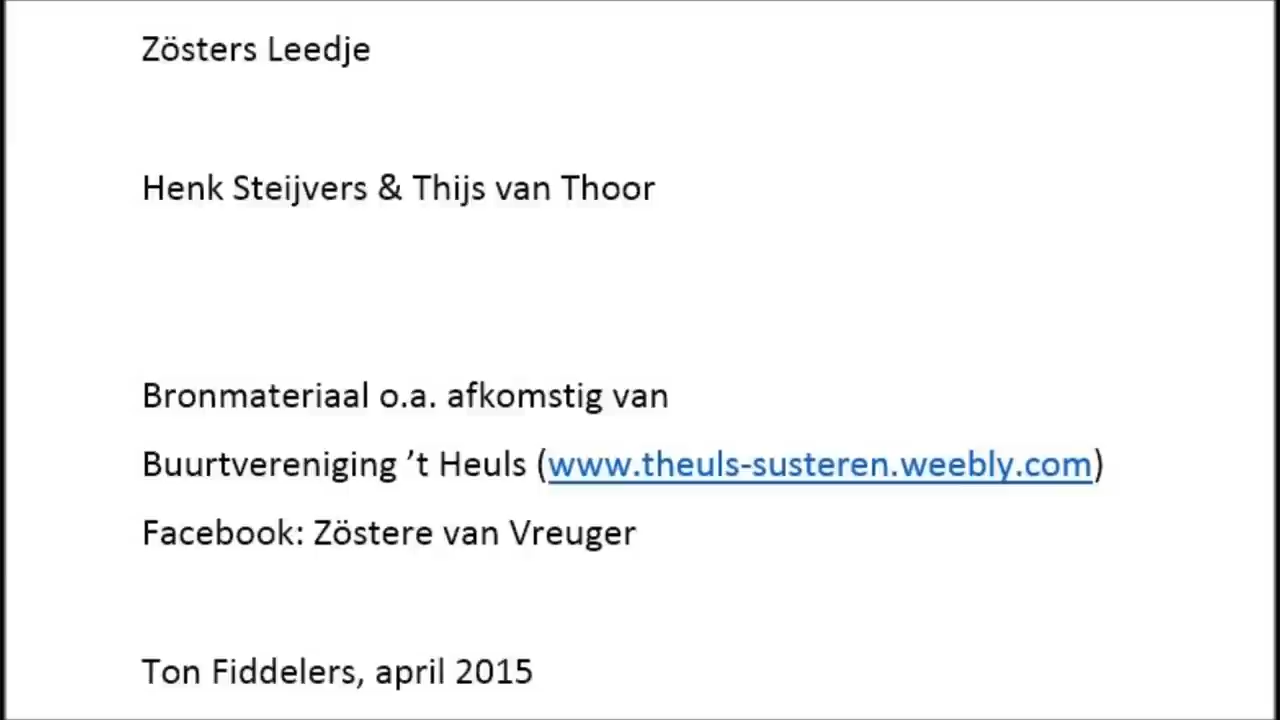 Zösters Leedje
Henk Steijvers & Thijs van Thoor
Bronmateriaal o.a. afkomstig van
Buurtvereniging ’t Heuls (www.theuls-susteren.weebly.com)
Facebook: Zöstere van Vreuger
Ton Fiddelers, april 2015